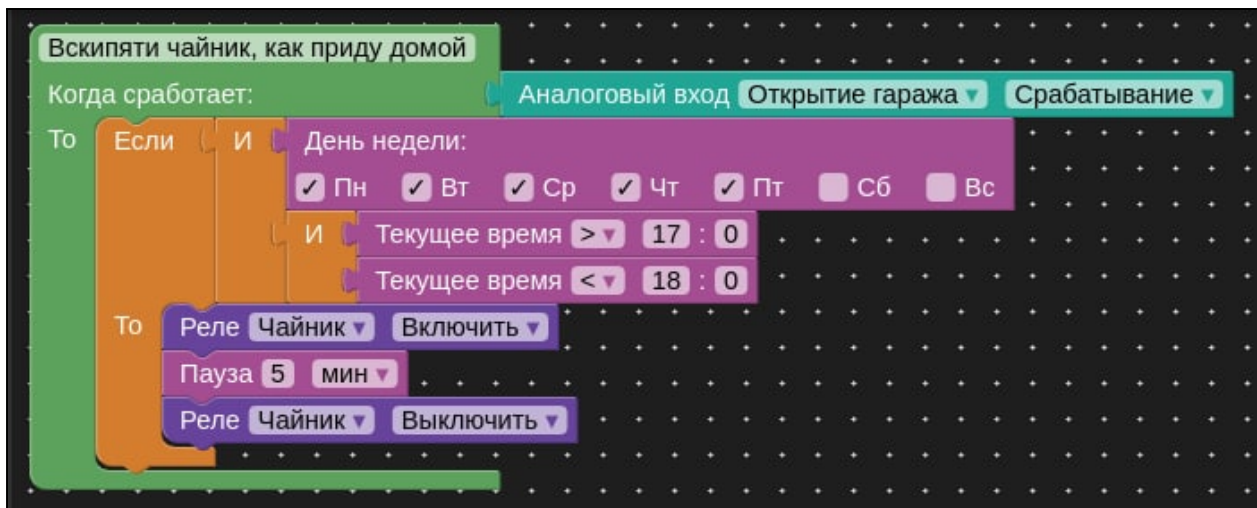 Вскипяти чайник, как приду домой
Когда сработает: Аналоговый вход Открытие гаража Срабатывание
То Если И День недели:
Пн Вт Ср Чт Пт Сб Вс
И Текущее время > 17 : 0
Текущее время < 18 : 0
То Реле Чайник Включить
Пауза 5 мин
Реле Чайник Выключить